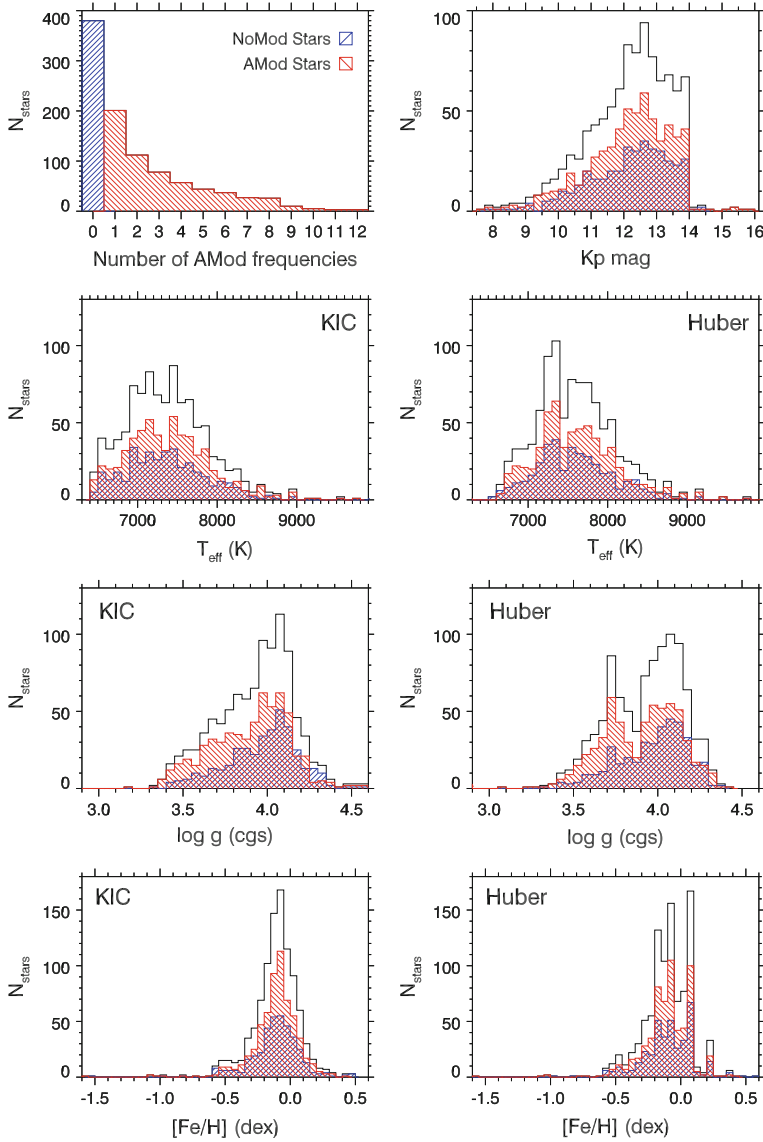 400
300
200
100
0
N_stars
NoMod Stars
AMod Stars
0 1 2 3 4 5 6 7 8 9 10 11 12
Number of AMod frequencies
100
50
0
N_stars
8 9 10 11 12 13 14 15 16
Kp mag
KIC
100
50
0
N_stars
7000 8000 9000
T_eff (K)
Huber
100
50
0
N_stars
7000 8000 9000
T_eff (K)
KIC
100
50
0
N_stars
3.0 3.5 4.0 4.5
log g (cgs)
Huber
100
50
0
N_stars
3.0 3.5 4.0 4.5
log g (cgs)
KIC
150
100
50
0
N_stars
-1.5 -1.0 -0.5 0.0 0.5
[Fe/H] (dex)
Huber
150
100
50
0
N_stars
-1.5 -1.0 -0.5 0.0 0.5
[Fe/H] (dex)